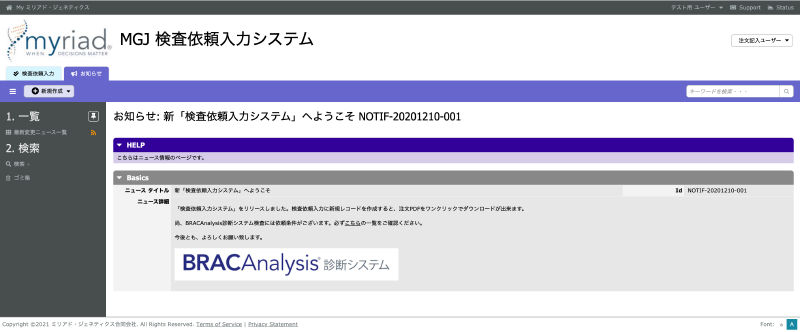 My ミリアド・ジェネティクス
テスト用 ユーザー
Support
Status
myriad®
WHEN DECISIONS MATTER
MGJ 検査依頼入力システム
注文記入ユーザー
検査依頼入力
お知らせ
新規作成
キーワードを検索・・・
1. 一覧
最新変更ニュース一覧
2. 検索
検索
ゴミ箱
お知らせ: 新「検査依頼入力システム」へようこそ NOTIF-20201210-001
HELP
こちらはニュース情報のページです。
Basics
ニュース タイトル 新「検査依頼入力システム」へようこそ
Id NOTIF-20201210-001
ニュース詳細
「検査依頼入力システム」をリリースしました。検査依頼入力に新規レコードを作成すると、注文PDFをワンクリックでダウンロードが出来ます。
尚、BRACAnalysis診断システム検査には依頼条件がございます。必ずこちらの一覧をご確認ください。
今後とも、よろしくお願い致します。
BRACAnalysis® 診断システム
Copyright ©2021 ミリアド・ジェネティクス合同会社. All Rights Reserved. Terms of Service | Privacy Statement
Font: a A